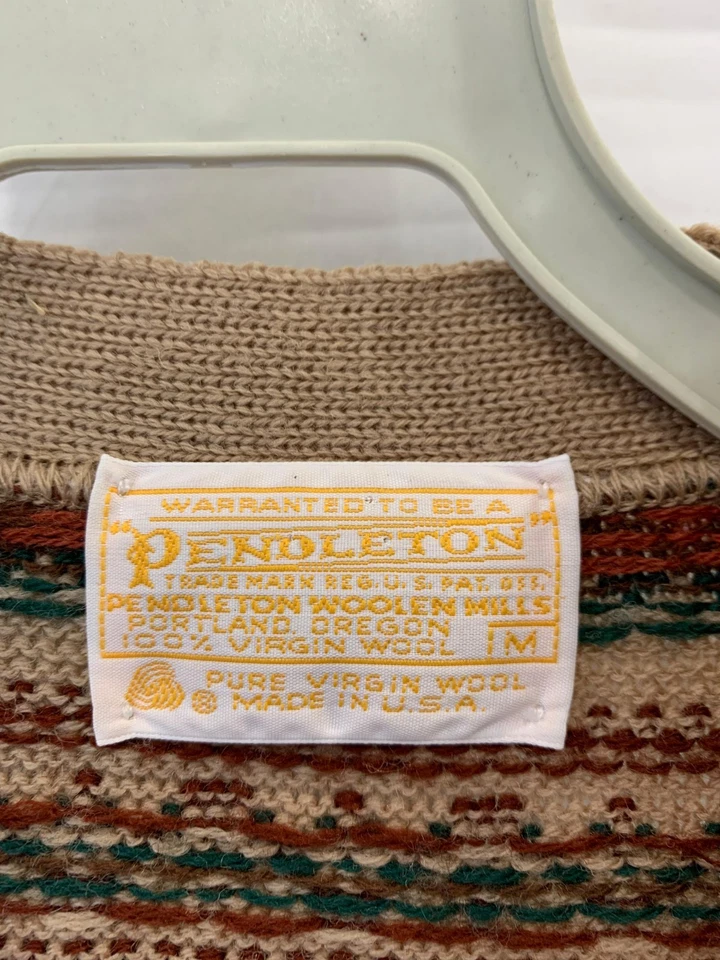 WARRANTED TO BE A
"PENDLETON"
TRADE MARK REG. U.S. PAT. OFF.
PENDLETON WOOLEN MILLS
PORTLAND, OREGON
100% VIRGIN WOOL M
PURE VIRGIN WOOL
® MADE IN U.S.A.